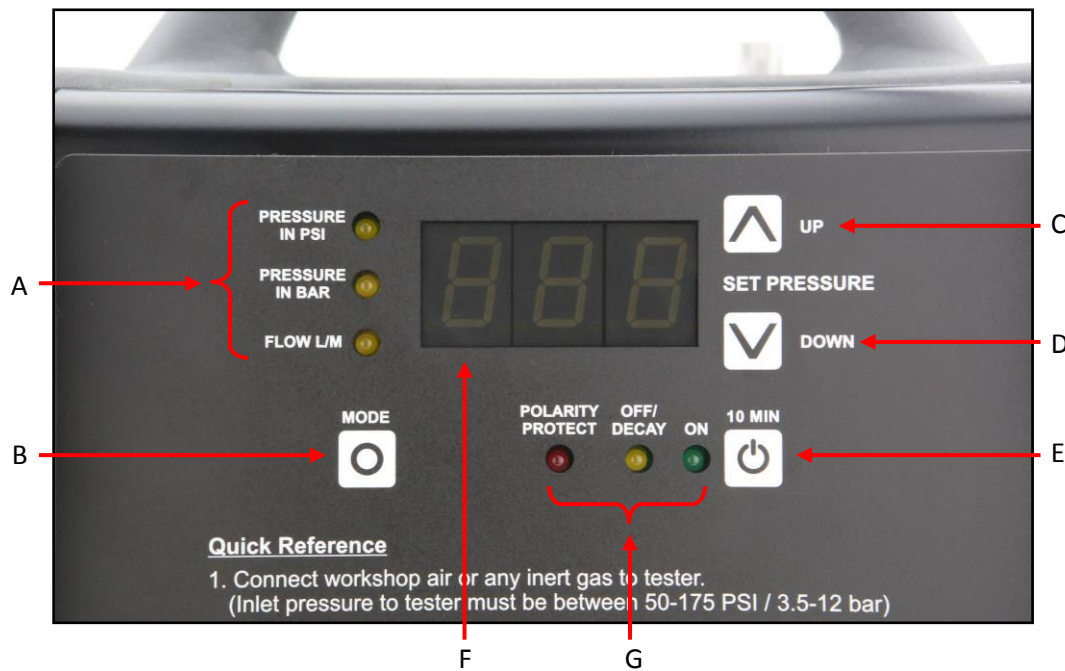 PRESSURE
IN PSI
UP
C
PRESSURE
IN BAR
SET PRESSURE
A
FLOW L/M
DOWN
D
MODE
POLARITY
PROTECT
OFF/
DECAY
ON
10 MIN
B
E
Quick Reference
1. Connect workshop air or any inert gas to tester.
(Inlet pressure to tester must be between 50-175 PSI / 3.5-12 bar)
F
G